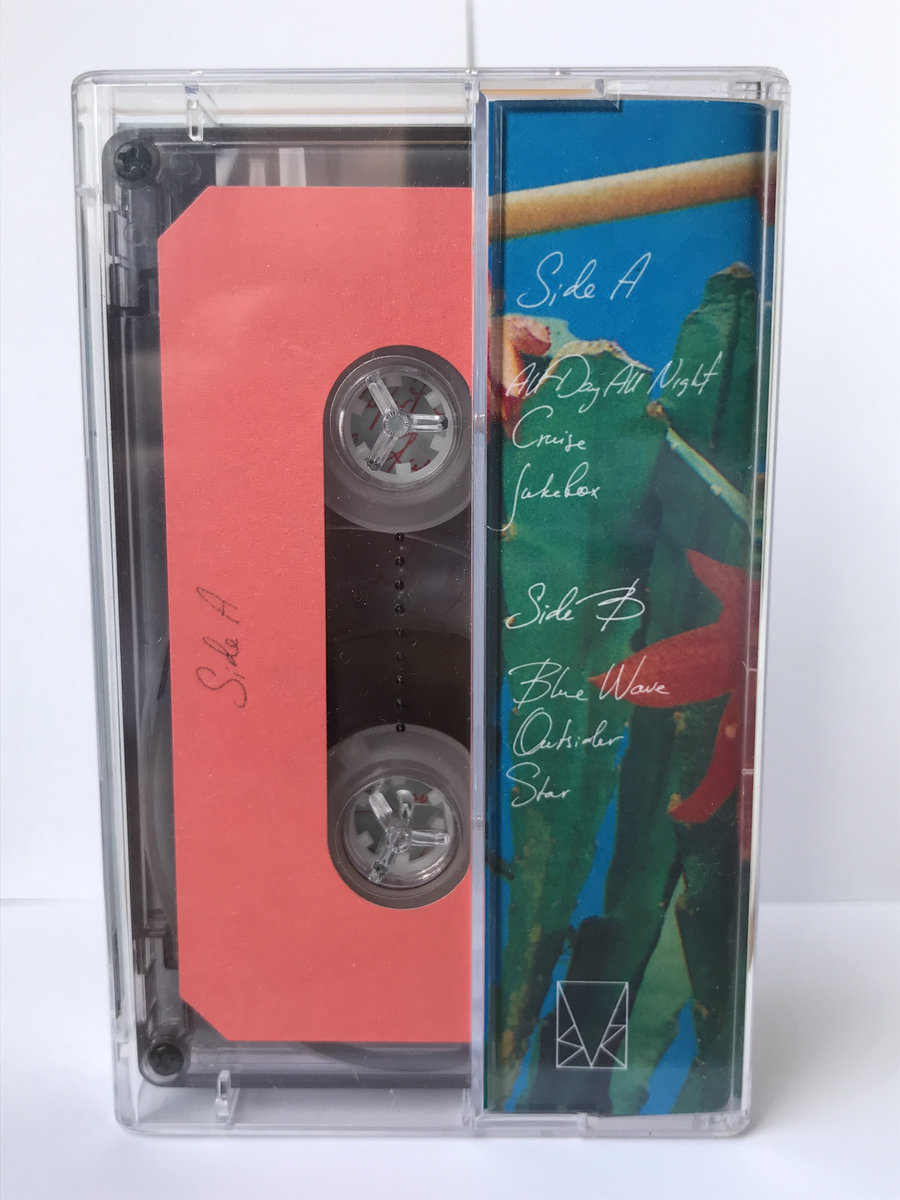 Side A
Side A
All Day All Night
Cruise
Jukebox
Side B
Blue Wave
Outsider
Star